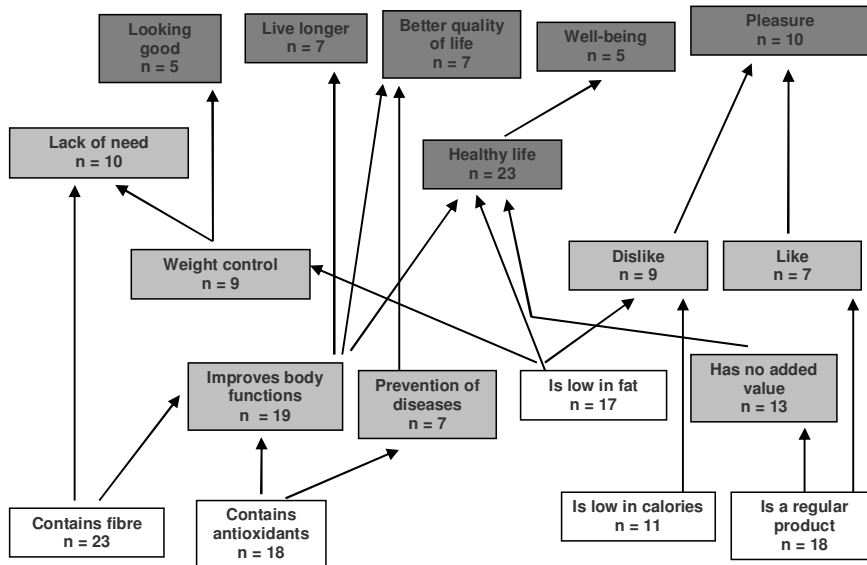 Looking
good
n = 5
Live longer
n = 7
Better quality
of life
n = 7
Well-being
n = 5
Pleasure
n = 10
Lack of need
n = 10
Healthy life
n = 23
Weight control
n = 9
Dislike
n = 9
Like
n = 7
Improves body
functions
n = 19
Prevention of
diseases
n = 7
Is low in fat
n = 17
Has no added
value
n = 13
Contains fibre
n = 23
Contains
antioxidants
n = 18
Is low in calories
n = 11
Is a regular
product
n = 18